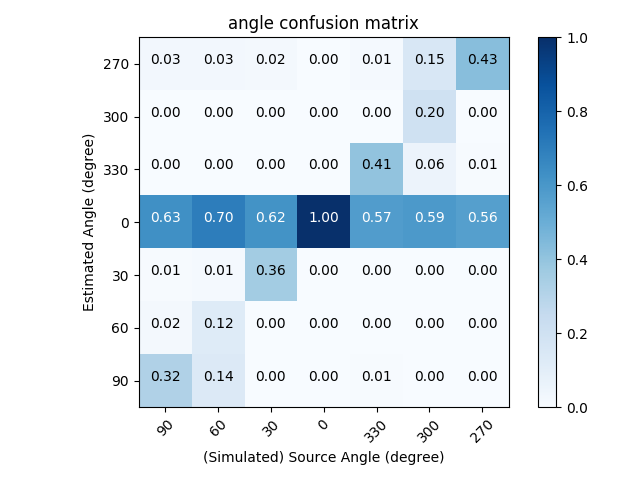 angle confusion matrix
Estimated Angle (degree)
270 0.03 0.03 0.02 0.00 0.01 0.15 0.43
300 0.00 0.00 0.00 0.00 0.00 0.20 0.00
330 0.00 0.00 0.00 0.00 0.41 0.06 0.01
0 0.63 0.70 0.62 1.00 0.57 0.59 0.56
30 0.01 0.01 0.36 0.00 0.00 0.00 0.00
60 0.02 0.12 0.00 0.00 0.00 0.00 0.00
90 0.32 0.14 0.00 0.00 0.01 0.00 0.00
90 60 30 0 330 300 270
(Simulated) Source Angle (degree)
1.0
0.8
0.6
0.4
0.2
0.0